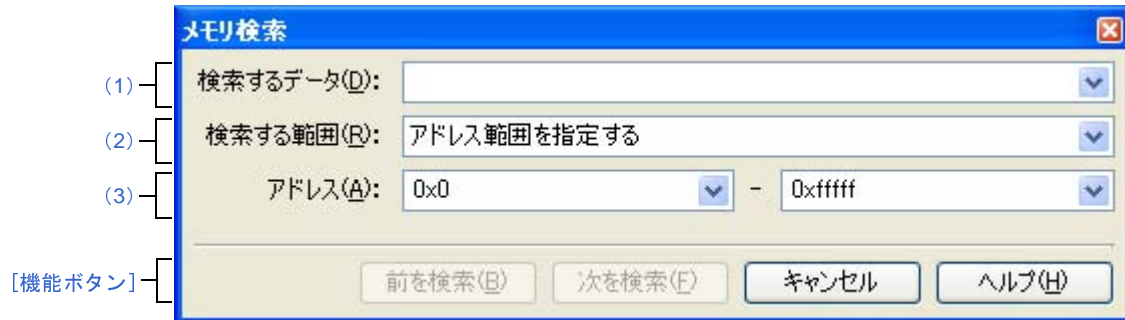 メモリ検索
(1) 検索するデータ(D):
(2) 検索する範囲(R): アドレス範囲を指定する
(3) アドレス(A): 0x0 - 0xfffff
[機能ボタン] 前を検索(B) 次を検索(F) キャンセル ヘルプ(H)